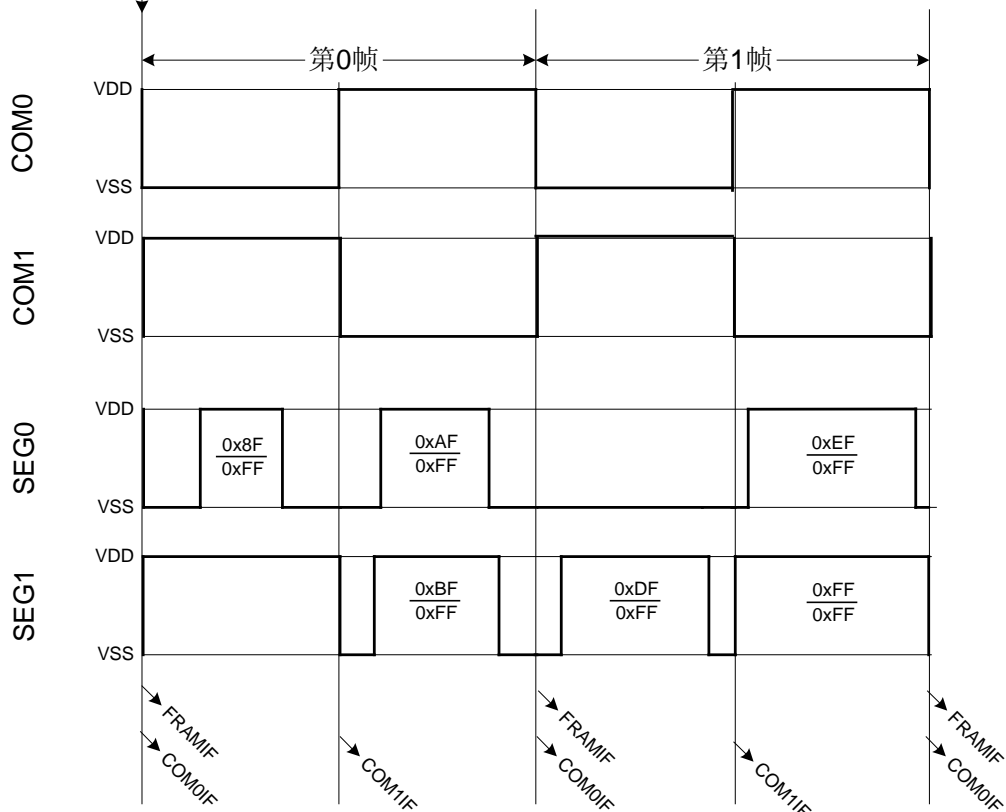 第0帧
第1帧
COM0
VDD
VSS
COM1
VDD
VSS
SEG0
VDD
0x8F
0xFF
0xAF
0xFF
0xEF
0xFF
VSS
SEG1
VDD
0xBF
0xFF
0xDF
0xFF
0xFF
0xFF
VSS
FRAMIF
COM0IF
COM1IF
FRAMIF
COM0IF
COM1IF
FRAMIF
COM0IF